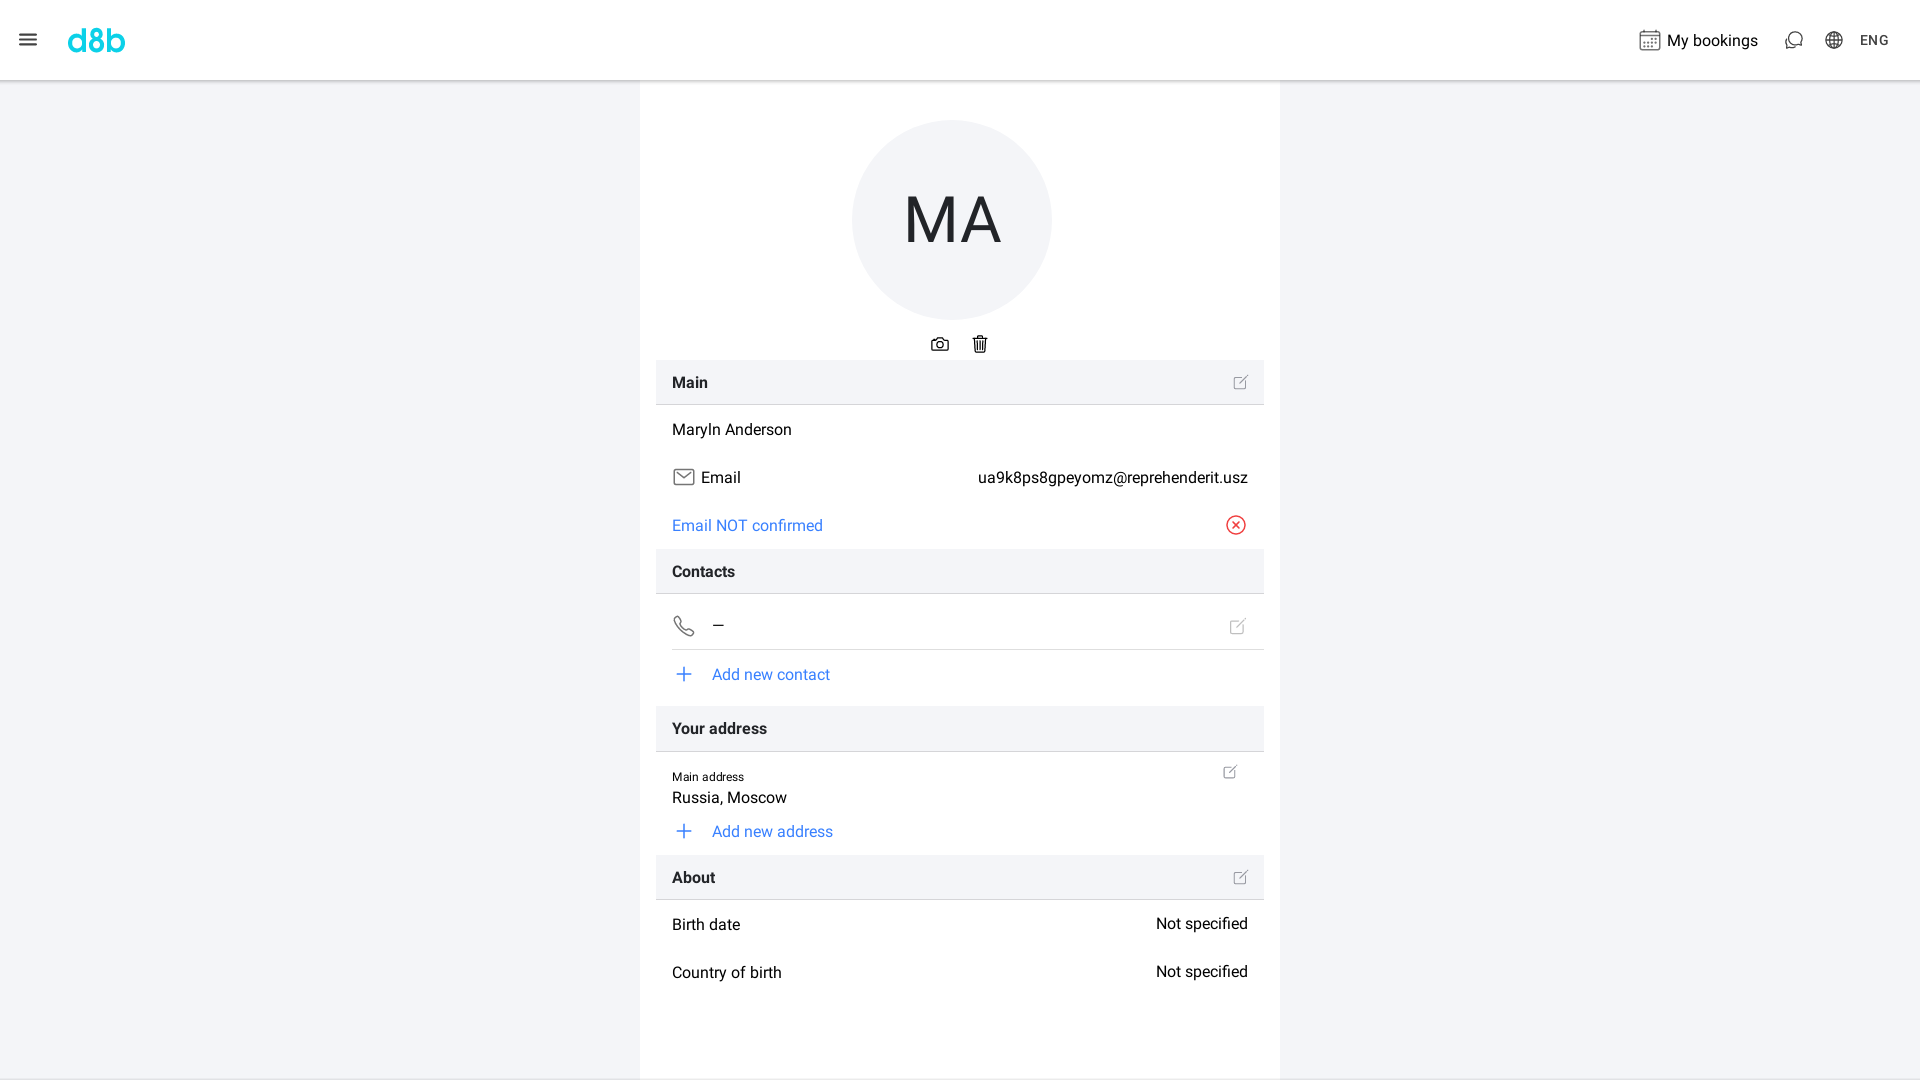 d8b
My bookings
ENG
MA
Main
Maryln Anderson
Email
ua9k8ps8gpeyomz@reprehenderit.usz
Email NOT confirmed
Contacts
—
Add new contact
Your address
Main address
Russia, Moscow
Add new address
About
Birth date
Not specified
Country of birth
Not specified